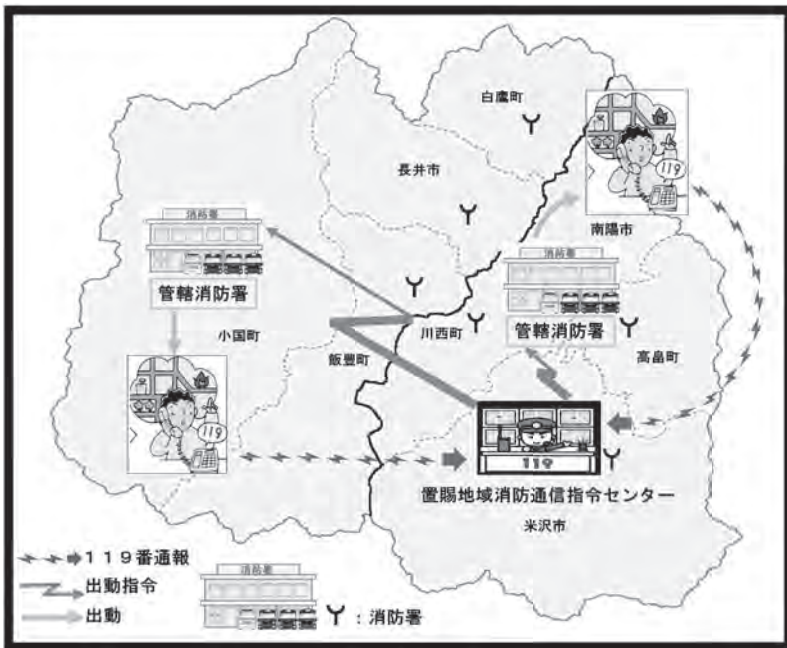 白鷹町
119
長井市
南陽市
消防署
消防署
管轄消防署
管轄消防署
小国町
川西町
飯豊町
高畠町
119
119
置賜地域消防通信指令センター
米沢市
119番通報
出動指令
出動
消防署
:消防署